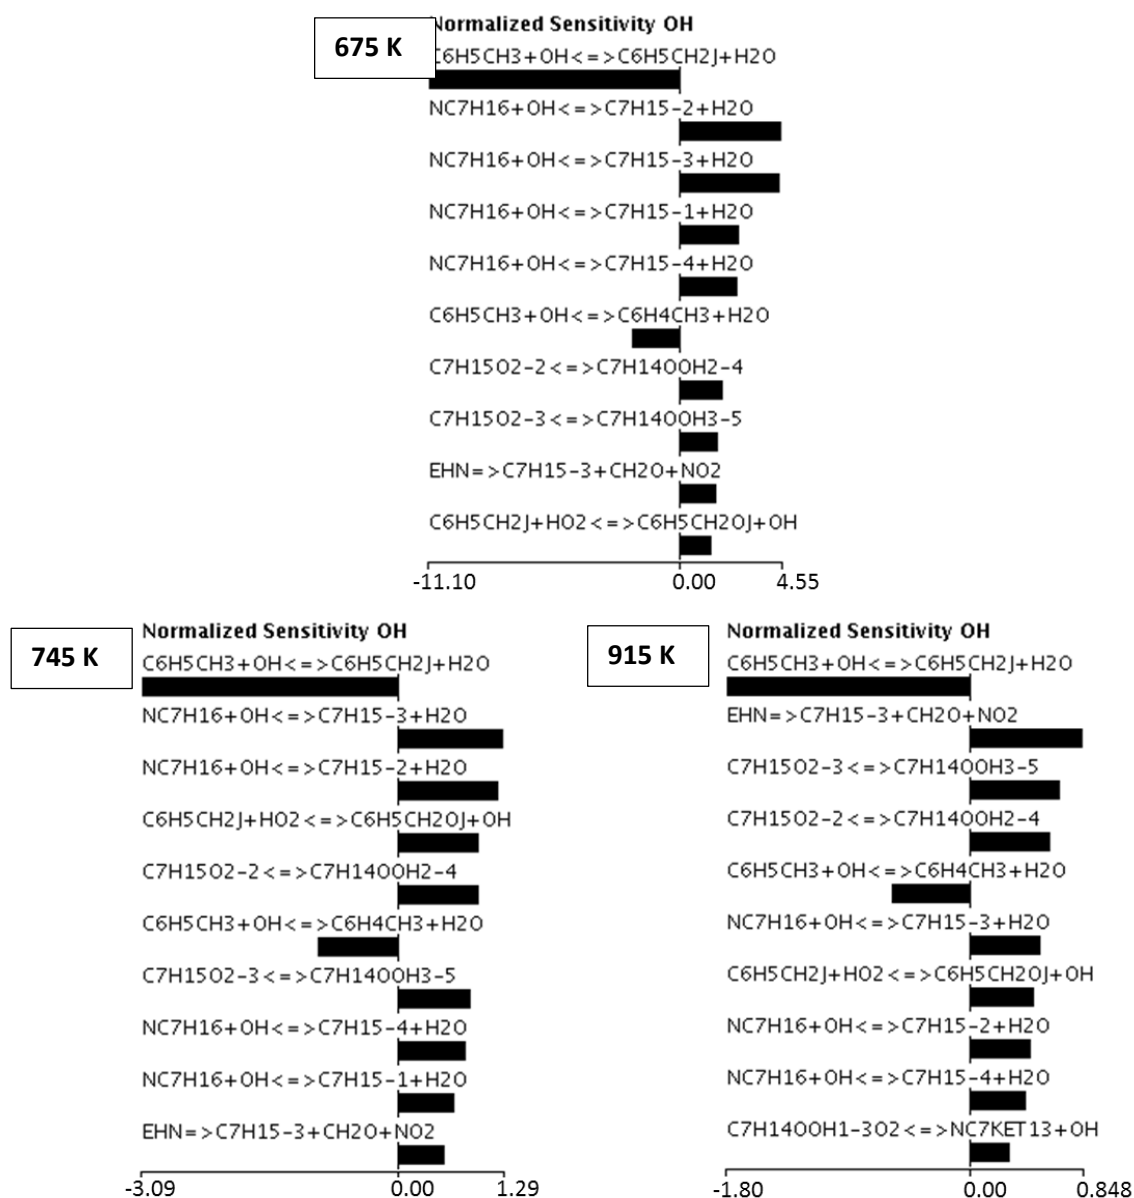 Normalized Sensitivity OH
675 K
C6H5CH3+OH<=>C6H5CH2J+H2O
NC7H16+OH<=>C7H15-2+H2O
NC7H16+OH<=>C7H15-3+H2O
NC7H16+OH<=>C7H15-1+H2O
NC7H16+OH<=>C7H15-4+H2O
C6H5CH3+OH<=>C6H4CH3+H2O
C7H15O2-2<=>C7H14OOH2-4
C7H15O2-3<=>C7H14OOH3-5
EHN=>C7H15-3+CH2O+NO2
C6H5CH2J+HO2<=>C6H5CH2OJ+OH
-11.10 0.00 4.55
745 K
Normalized Sensitivity OH
C6H5CH3+OH<=>C6H5CH2J+H2O
NC7H16+OH<=>C7H15-3+H2O
NC7H16+OH<=>C7H15-2+H2O
C6H5CH2J+HO2<=>C6H5CH2OJ+OH
C7H15O2-2<=>C7H14OOH2-4
C6H5CH3+OH<=>C6H4CH3+H2O
C7H15O2-3<=>C7H14OOH3-5
NC7H16+OH<=>C7H15-4+H2O
NC7H16+OH<=>C7H15-1+H2O
EHN=>C7H15-3+CH2O+NO2
-3.09 0.00 1.29
915 K
Normalized Sensitivity OH
C6H5CH3+OH<=>C6H5CH2J+H2O
EHN=>C7H15-3+CH2O+NO2
C7H15O2-3<=>C7H14OOH3-5
C7H15O2-2<=>C7H14OOH2-4
C6H5CH3+OH<=>C6H4CH3+H2O
NC7H16+OH<=>C7H15-3+H2O
C6H5CH2J+HO2<=>C6H5CH2OJ+OH
NC7H16+OH<=>C7H15-2+H2O
NC7H16+OH<=>C7H15-4+H2O
C7H14OOH1-3O2<=>NC7KET13+OH
-1.80 0.00 0.848